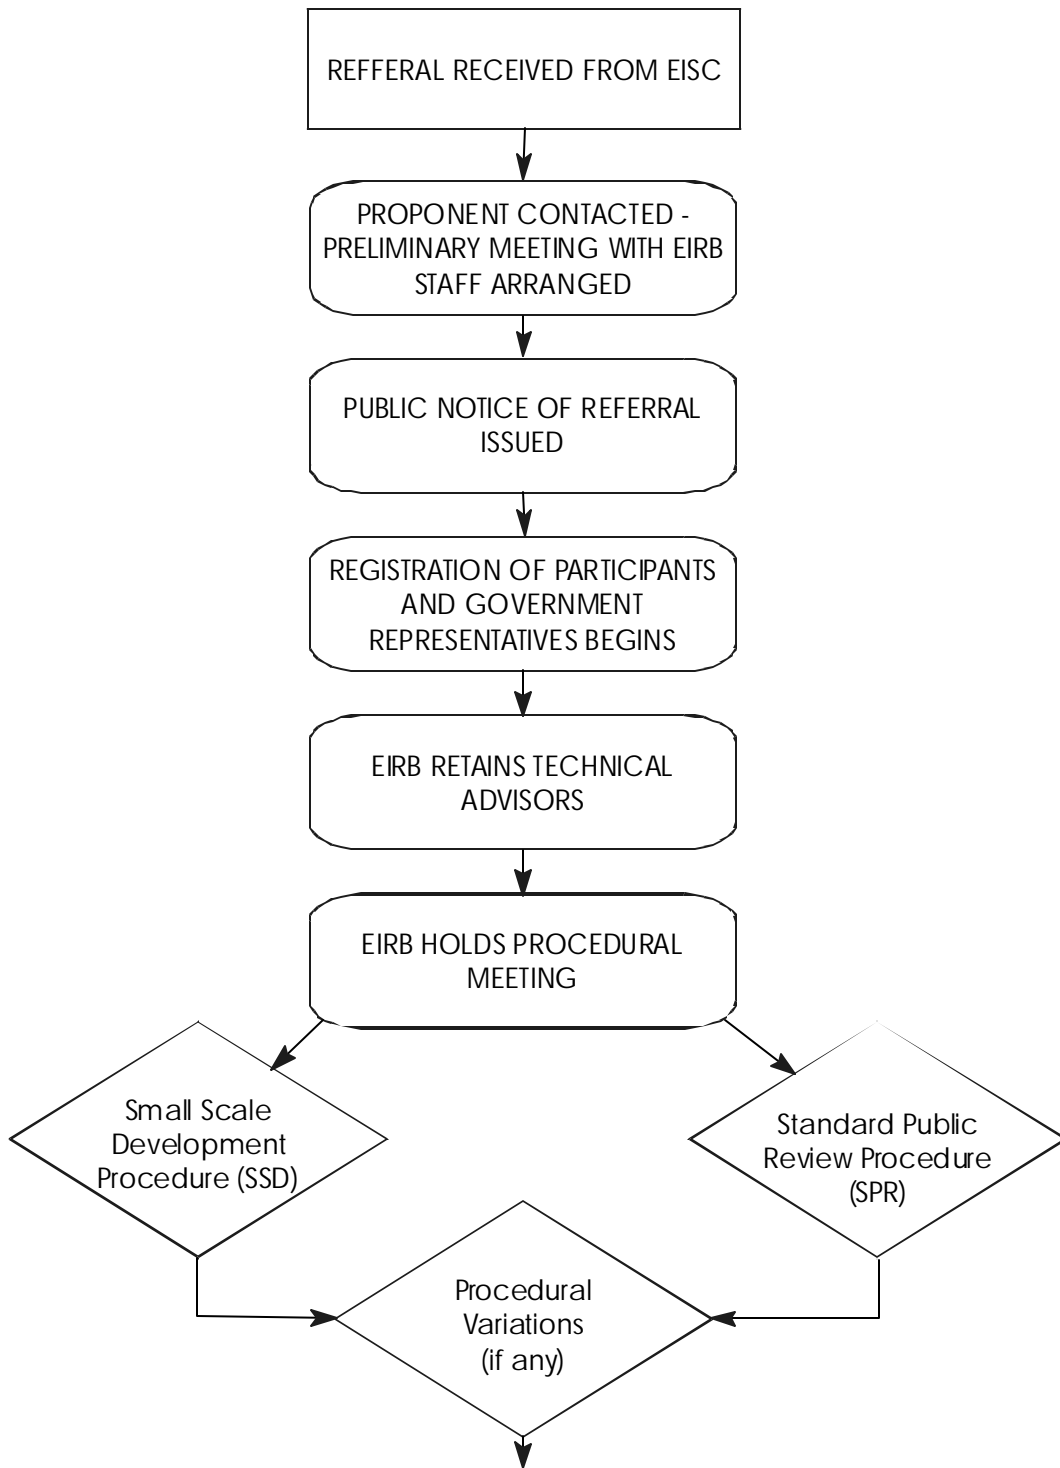 REFFERAL RECEIVED FROM EISC
PROPONENT CONTACTED -
PRELIMINARY MEETING WITH EIRB
STAFF ARRANGED
PUBLIC NOTICE OF REFERRAL
ISSUED
REGISTRATION OF PARTICIPANTS
AND GOVERNMENT
REPRESENTATIVES BEGINS
EIRB RETAINS TECHNICAL
ADVISORS
EIRB HOLDS PROCEDURAL
MEETING
Small Scale
Development
Procedure (SSD)
Standard Public
Review Procedure
(SPR)
Procedural
Variations
(if any)